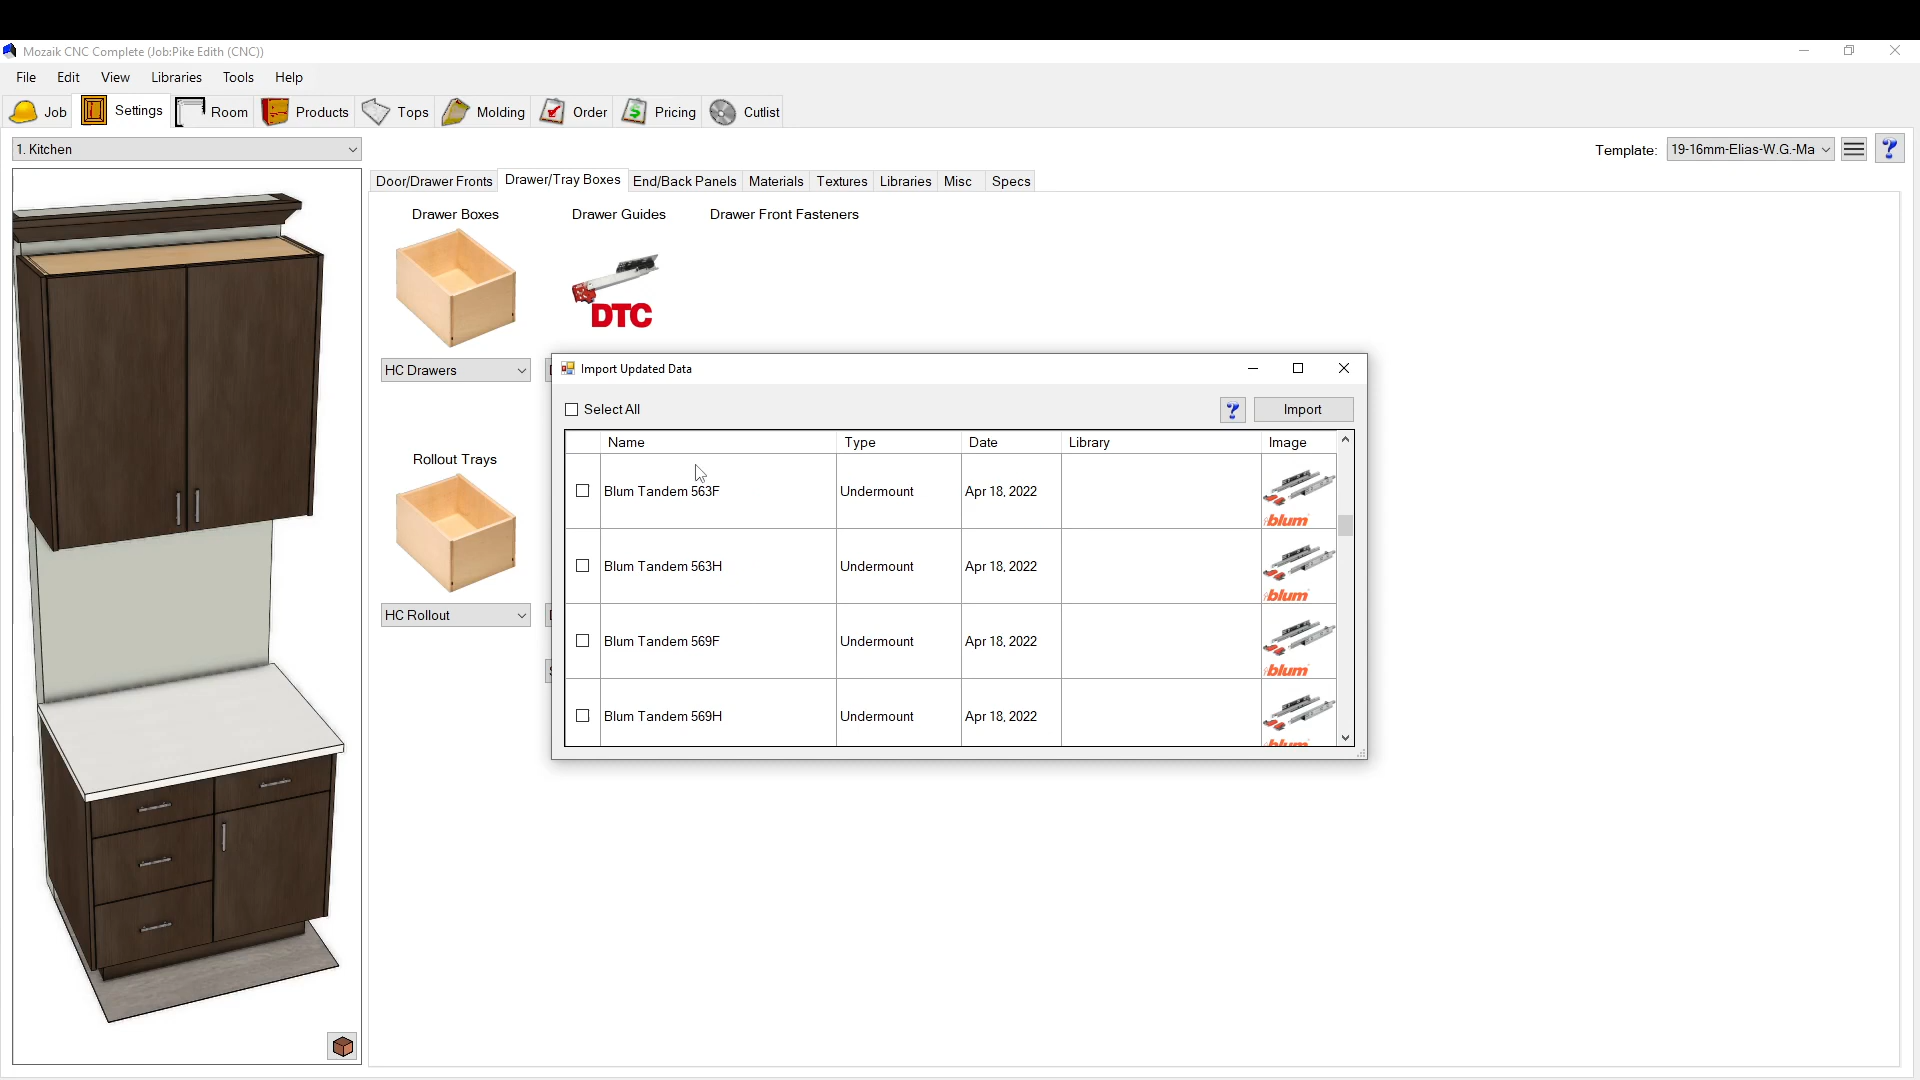 Mozaik CNC Complete (Job:Pike Edith (CNC))
File Edit View Libraries Tools Help
Job Settings Room Products Tops Molding Order Pricing Cutlist
1. Kitchen
Template: 19-16mm-Elias-W.G.-Ma
Door/Drawer Fronts Drawer/Tray Boxes End/Back Panels Materials Textures Libraries Misc Specs
Drawer Boxes Drawer Guides Drawer Front Fasteners
DTC
HC Drawers
Import Updated Data
Select All
Import
Name Type Date Library Image
Rollout Trays
HC Rollout
Blum Tandem 563F Undermount Apr 18, 2022
blum
Blum Tandem 563H Undermount Apr 18, 2022
blum
Blum Tandem 569F Undermount Apr 18, 2022
blum
Blum Tandem 569H Undermount Apr 18, 2022